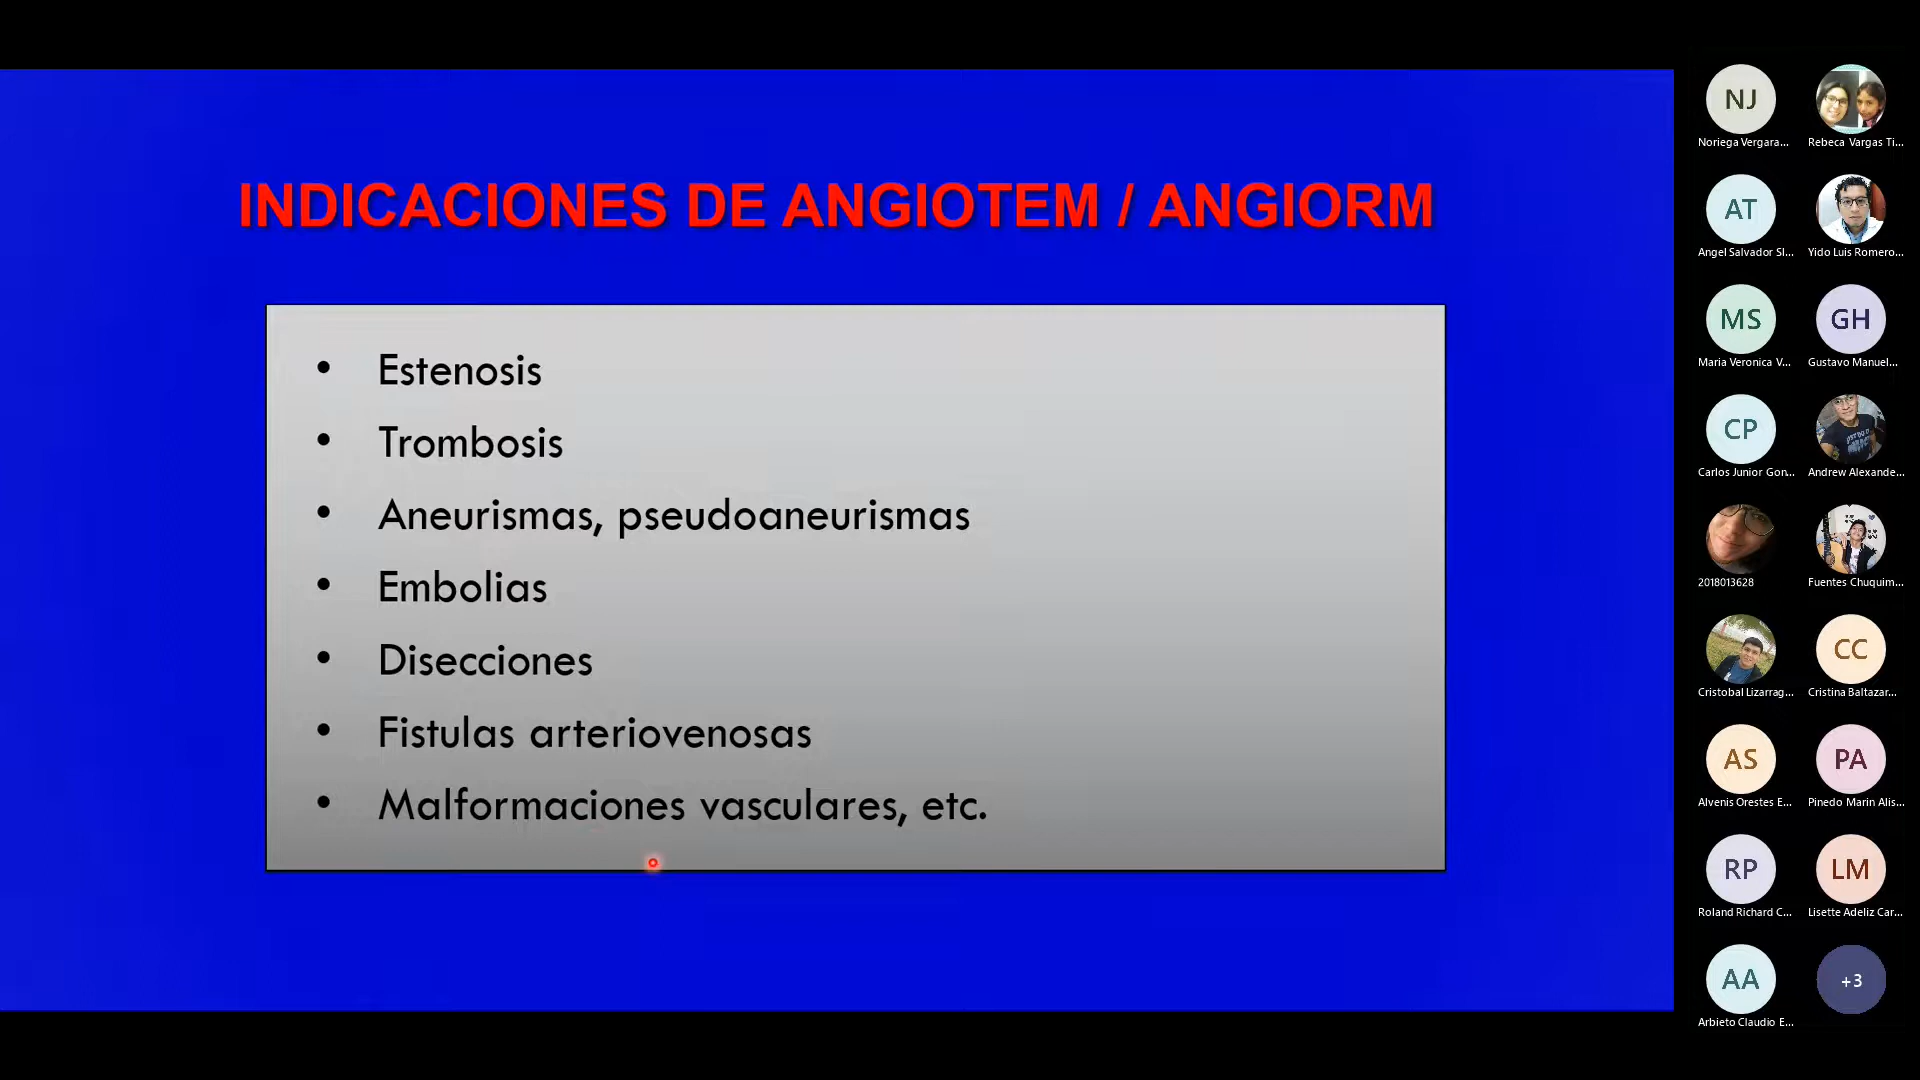 INDICACIONES DE ANGIOTEM / ANGIORM
• Estenosis
• Trombosis
• Aneurismas, pseudoaneurismas
• Embolias
• Disecciones
• Fistulas arteriovenosas
• Malformaciones vasculares, etc.
NJ
Noriega Vergara...
Rebeca Vargas Ti...
AT
Angel Salvador Sl...
Yido Luis Romero...
MS
Maria Veronica V...
GH
Gustavo Manuel...
CP
Carlos Junior Gon...
Andrew Alexande...
2018013628
Fuentes Chuquim...
Cristobal Lizarrag...
CC
Cristina Baltazar...
AS
Alvenis Orestes E...
PA
Pinedo Marin Alis...
RP
Roland Richard C...
LM
Lisette Adeliz Car...
AA
Arbieto Claudio E...
+3